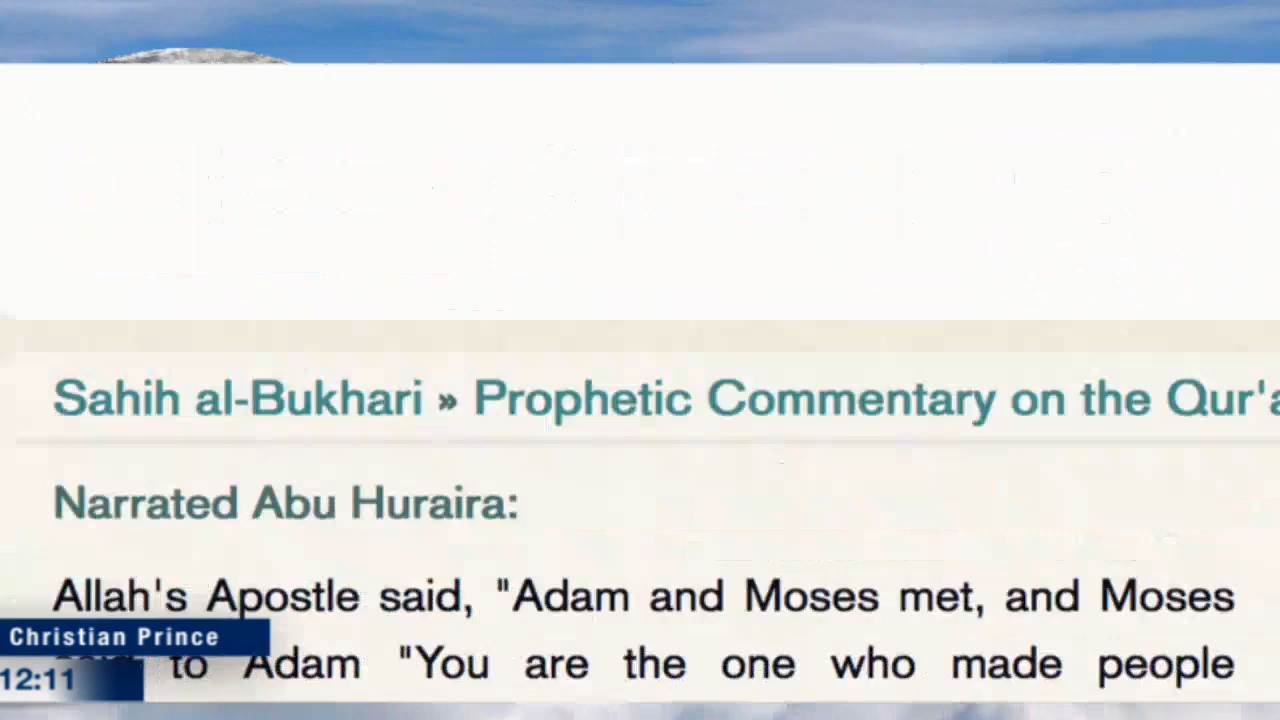 Sahih al-Bukhari » Prophetic Commentary on the Qur'a
Narrated Abu Huraira:
Allah's Apostle said, "Adam and Moses met, and Moses
said to Adam "You are the one who made people
Christian Prince
12:11